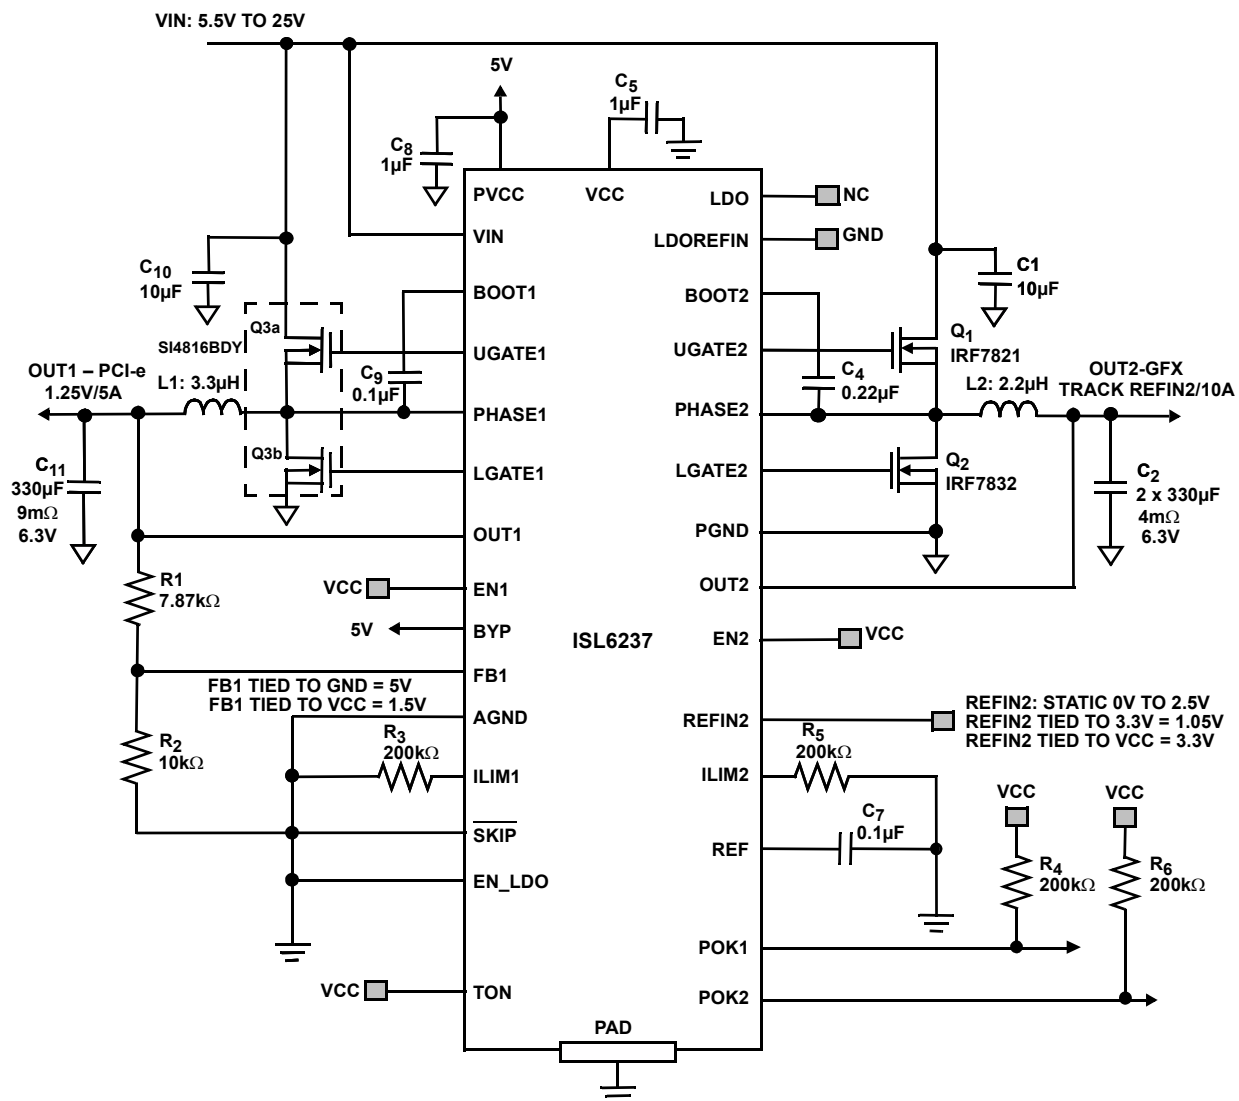 VIN: 5.5V TO 25V
5V
C5
1µF
C8
1µF
PVCC
VCC
LDO
NC
VIN
LDOREFIN
GND
C10
10µF
BOOT1
BOOT2
C1
10µF
Q3a
SI4816BDY
UGATE1
UGATE2
Q1
IRF7821
OUT1 – PCI-e
1.25V/5A
L1: 3.3µH
C9
0.1µF
C4
0.22µF
L2: 2.2µH
OUT2-GFX
TRACK REFIN2/10A
PHASE1
PHASE2
Q3b
LGATE1
LGATE2
Q2
IRF7832
C11
330µF
9mΩ
6.3V
C2
2 x 330µF
4mΩ
6.3V
OUT1
PGND
R1
7.87kΩ
VCC
EN1
OUT2
5V
BYP
ISL6237
EN2
VCC
FB1
FB1 TIED TO GND = 5V
FB1 TIED TO VCC = 1.5V
AGND
REFIN2
REFIN2: STATIC 0V TO 2.5V
REFIN2 TIED TO 3.3V = 1.05V
REFIN2 TIED TO VCC = 3.3V
R2
10kΩ
R3
200kΩ
ILIM1
ILIM2
R5
200kΩ
VCC
VCC
SKIP
REF
C7
0.1µF
R4
200kΩ
R6
200kΩ
EN_LDO
POK1
VCC
TON
POK2
PAD